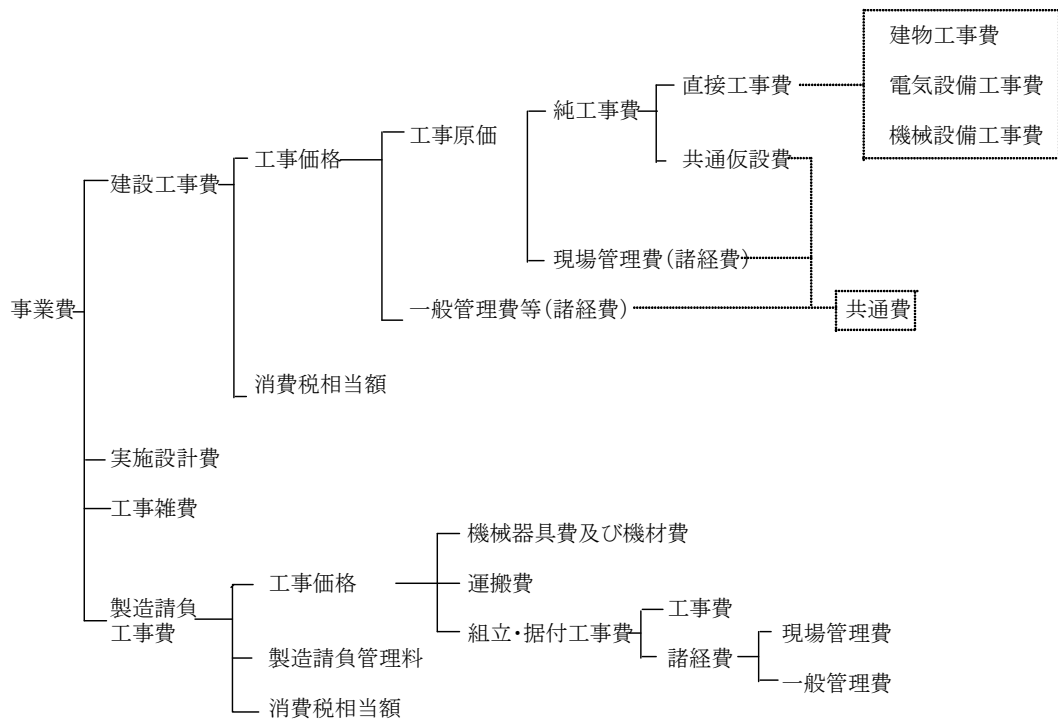 建物工事費
電気設備工事費
機械設備工事費
直接工事費
純工事費
共通仮設費
工事原価
工事価格
建設工事費
現場管理費(諸経費)
一般管理費等(諸経費)
共通費
事業費
消費税相当額
実施設計費
工事雑費
製造請負
工事費
工事価格
機械器具費及び機材費
運搬費
組立・据付工事費
工事費
諸経費
現場管理費
一般管理費
製造請負管理料
消費税相当額